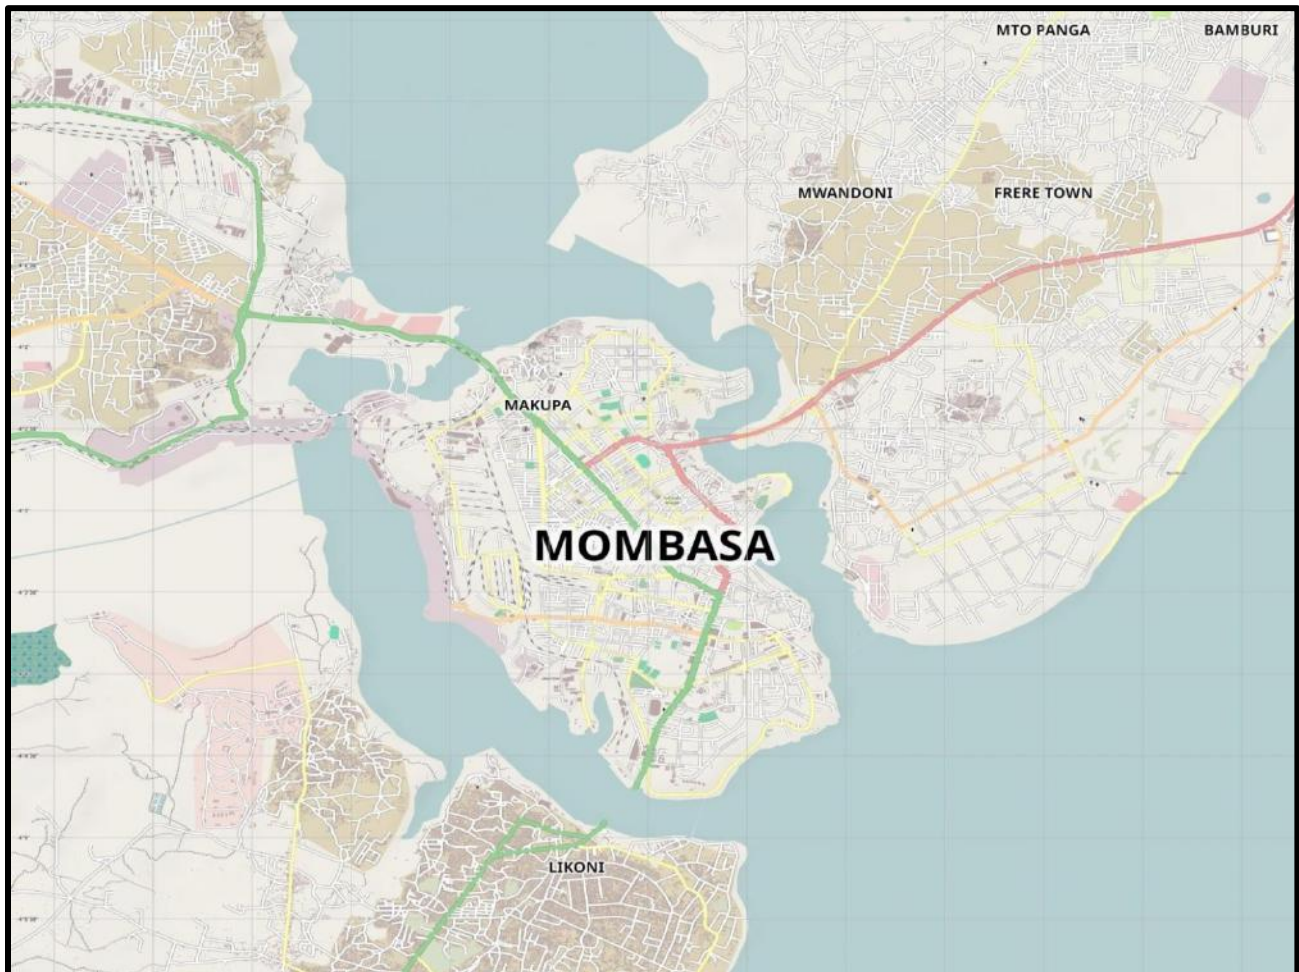 MTO PANGA
BAMBURI
MWANDONI
FRERE TOWN
MAKUPA
MOMBASA
LIKONI